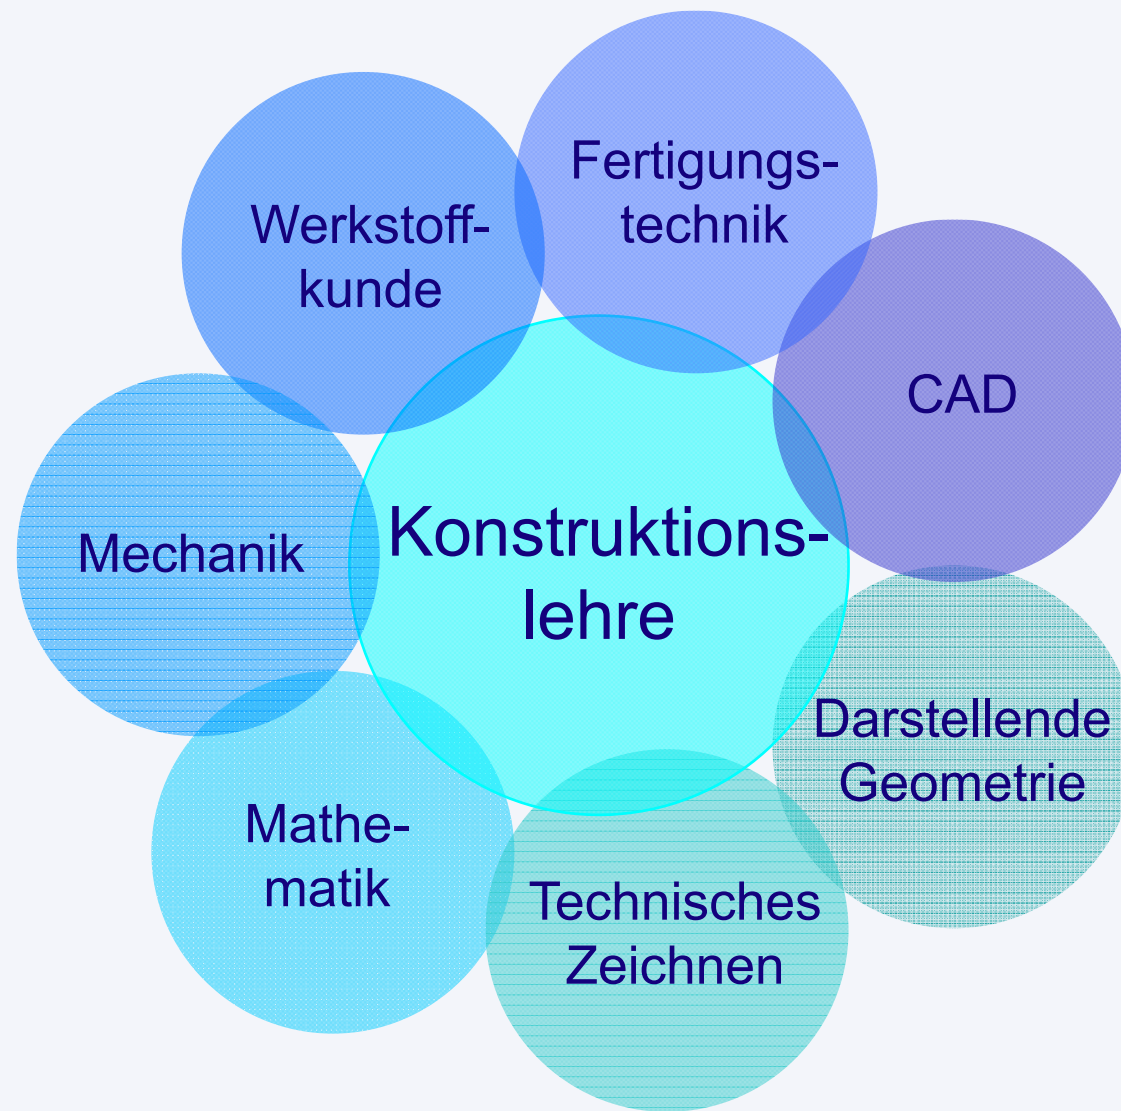 Fertigungs-
technik
Werkstoff-
kunde
CAD
Konstruktions-
lehre
Mechanik
Darstellende
Geometrie
Mathe-
matik
Technisches
Zeichnen